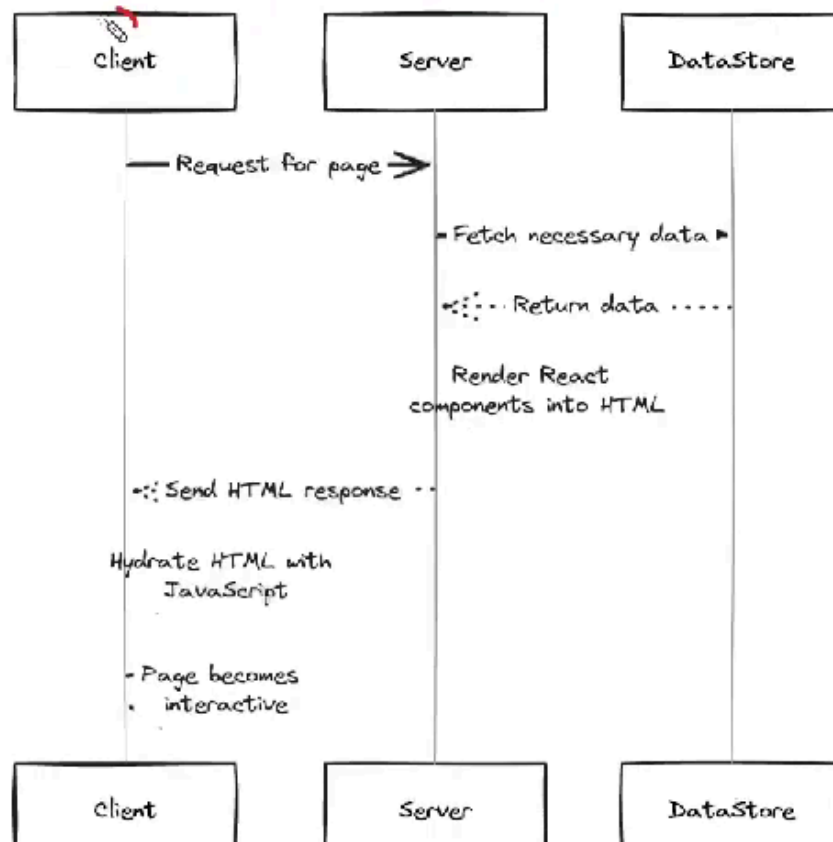 Client
Server
DataStore
Request for page
Fetch necessary data
Return data
Render React
components into HTML
Send HTML response
Hydrate HTML with
JavaScript
Page becomes
interactive
Client
Server
DataStore